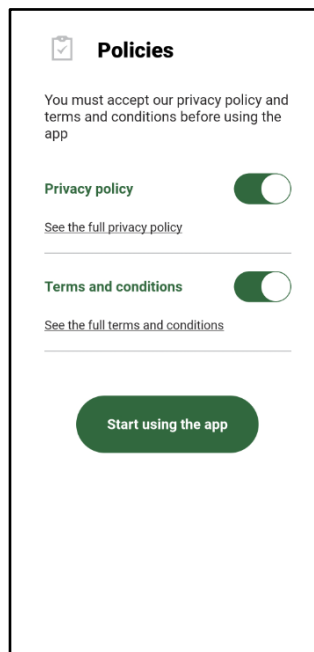 Policies
You must accept our privacy policy and
terms and conditions before using the
app
Privacy policy
See the full privacy policy
Terms and conditions
See the full terms and conditions
Start using the app